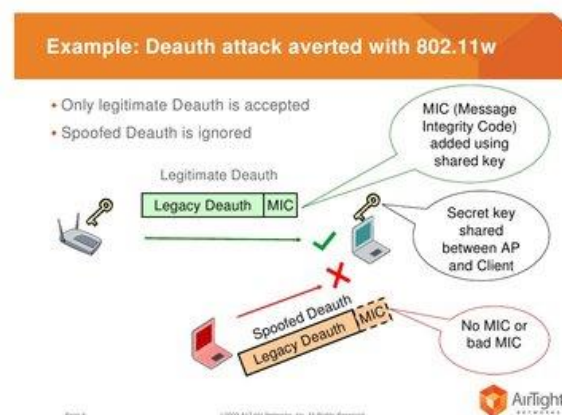 Example: Deauth attack averted with 802.11w
• Only legitimate Deauth is accepted
• Spoofed Deauth is ignored
MIC (Message
Integrity Code)
added using
shared key
Legitimate Deauth
Legacy Deauth MIC
Secret key
shared
between AP
and Client
Spoofed Deauth
Legacy Deauth MIC
No MIC or
bad MIC
AirTight
NETWORKS